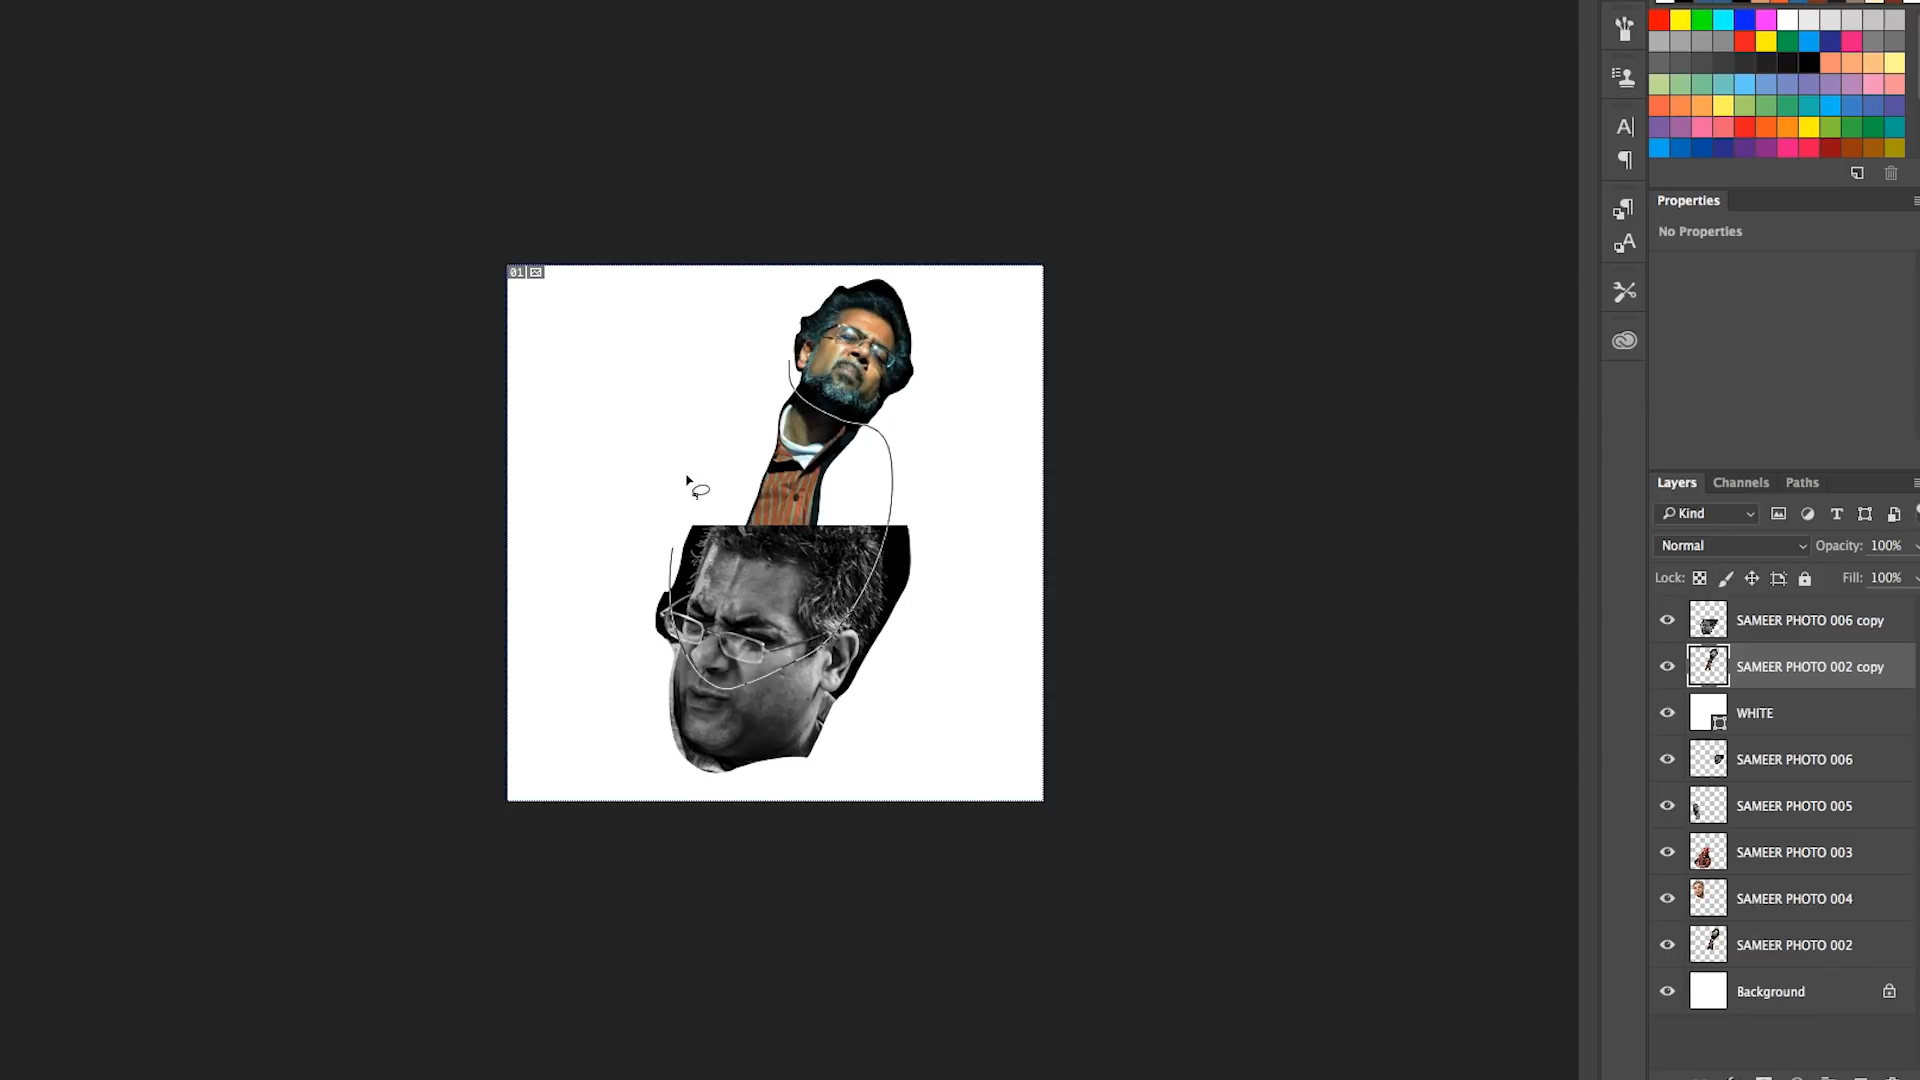 01
Properties
No Properties
Layers Channels Paths
Kind
Normal Opacity: 100%
Lock: Fill: 100%
SAMEER PHOTO 006 copy
SAMEER PHOTO 002 copy
WHITE
SAMEER PHOTO 006
SAMEER PHOTO 005
SAMEER PHOTO 003
SAMEER PHOTO 004
SAMEER PHOTO 002
Background